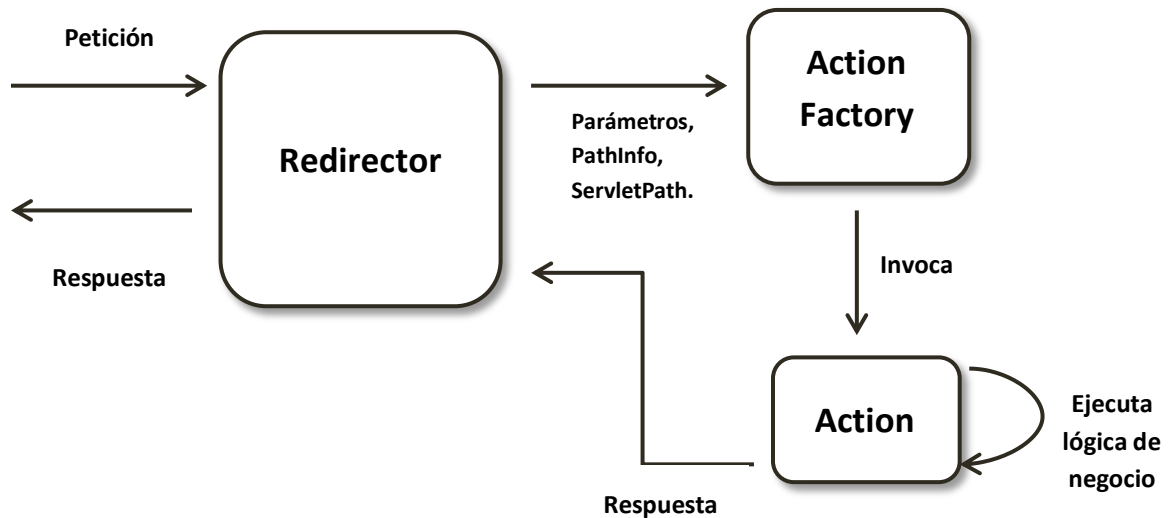 Petición
Redirector
Respuesta
Parámetros,
PathInfo,
ServletPath.
Action
Factory
Invoca
Action
Ejecuta
lógica de
negocio
Respuesta